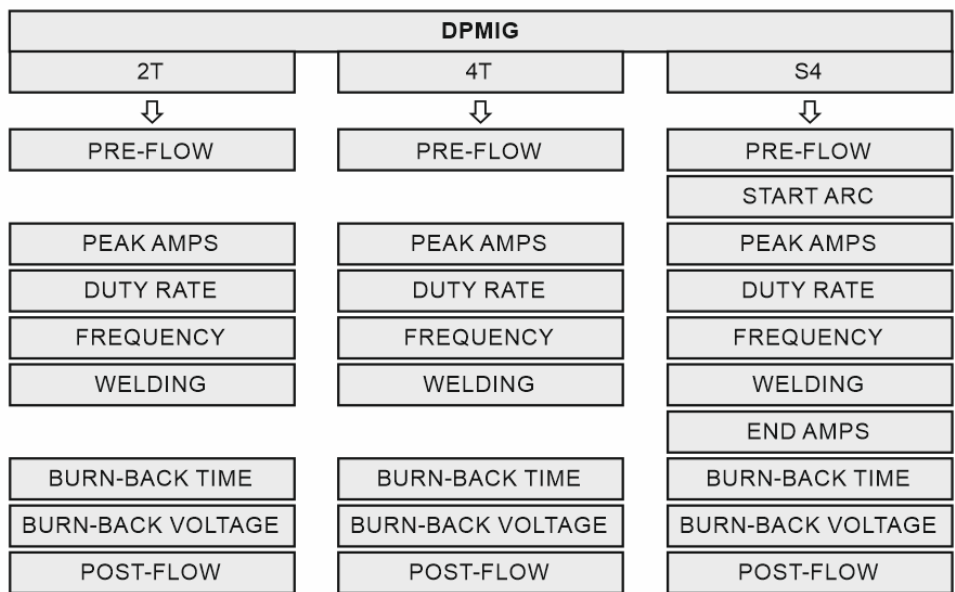 DPMIG
2T 4T S4
PRE-FLOW PRE-FLOW PRE-FLOW
START ARC
PEAK AMPS PEAK AMPS PEAK AMPS
DUTY RATE DUTY RATE DUTY RATE
FREQUENCY FREQUENCY FREQUENCY
WELDING WELDING WELDING
END AMPS
BURN-BACK TIME BURN-BACK TIME BURN-BACK TIME
BURN-BACK VOLTAGE BURN-BACK VOLTAGE BURN-BACK VOLTAGE
POST-FLOW POST-FLOW POST-FLOW